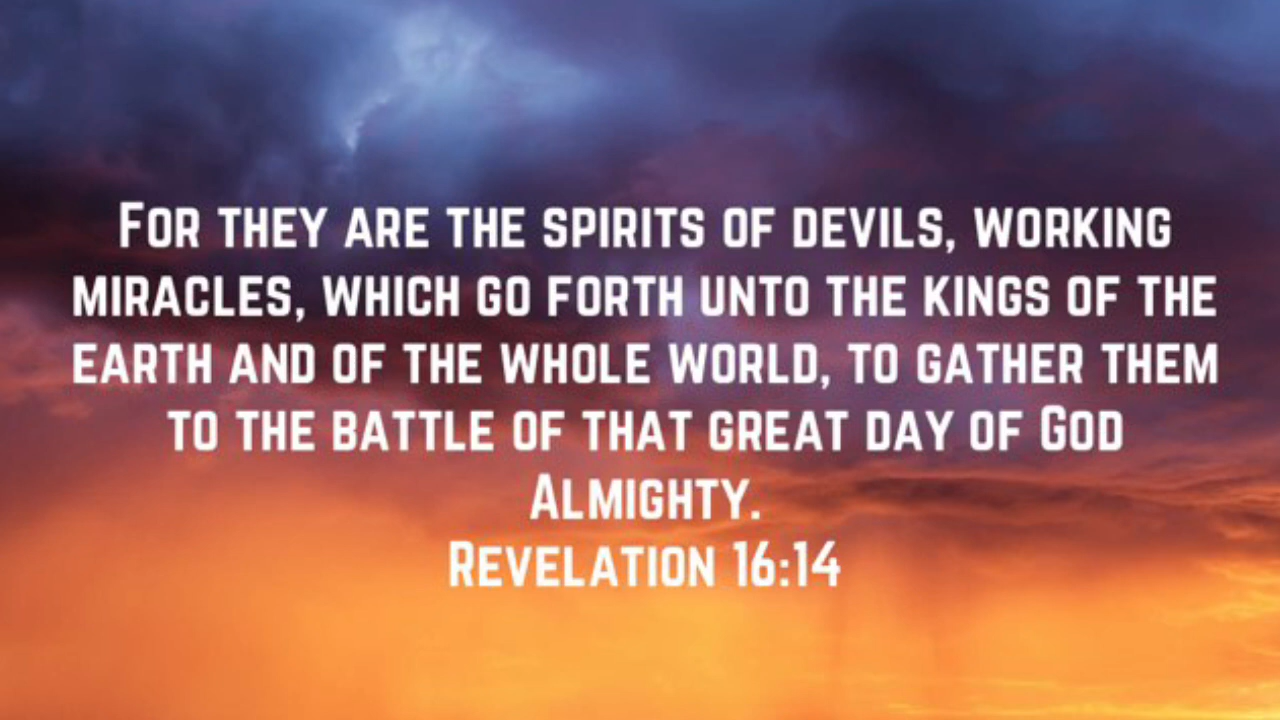 For they are the spirits of devils, working
miracles, which go forth unto the kings of the
earth and of the whole world, to gather them
to the battle of that great day of God
Almighty.
Revelation 16:14